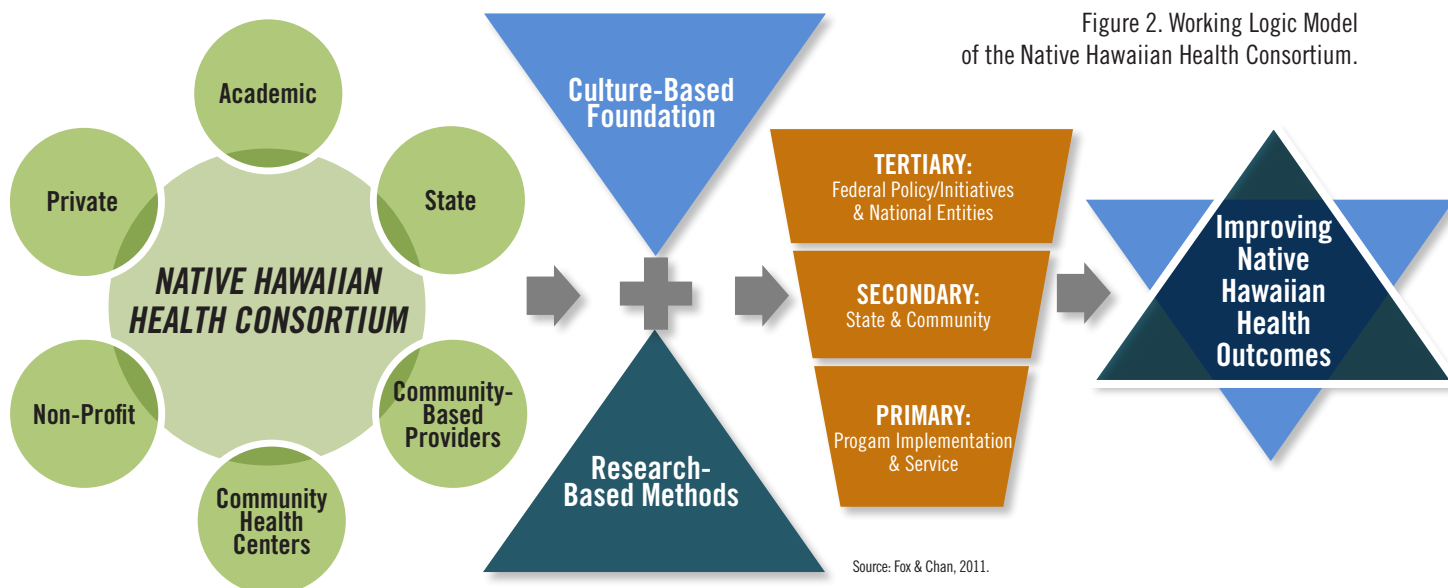 Figure 2. Working Logic Model
of the Native Hawaiian Health Consortium.
Academic
Private
State
NATIVE HAWAIIAN
HEALTH CONSORTIUM
Non-Profit
Community-
Based
Providers
Community
Health
Centers
Culture-Based
Foundation
Research-
Based Methods
TERTIARY:
Federal Policy/Initiatives
& National Entities
SECONDARY:
State & Community
PRIMARY:
Progam Implementation
& Service
Improving
Native
Hawaiian
Health
Outcomes
Source: Fox & Chan, 2011.